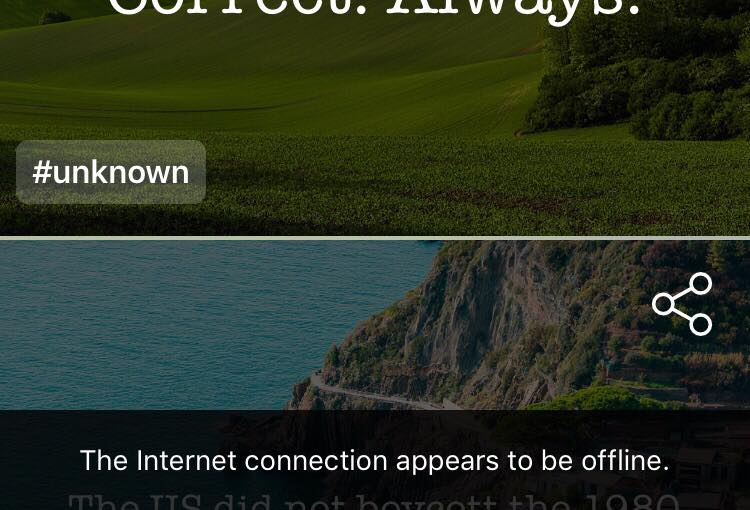 Correct. Always.
#unknown
The Internet connection appears to be offline.
The US did not boycott the 1980